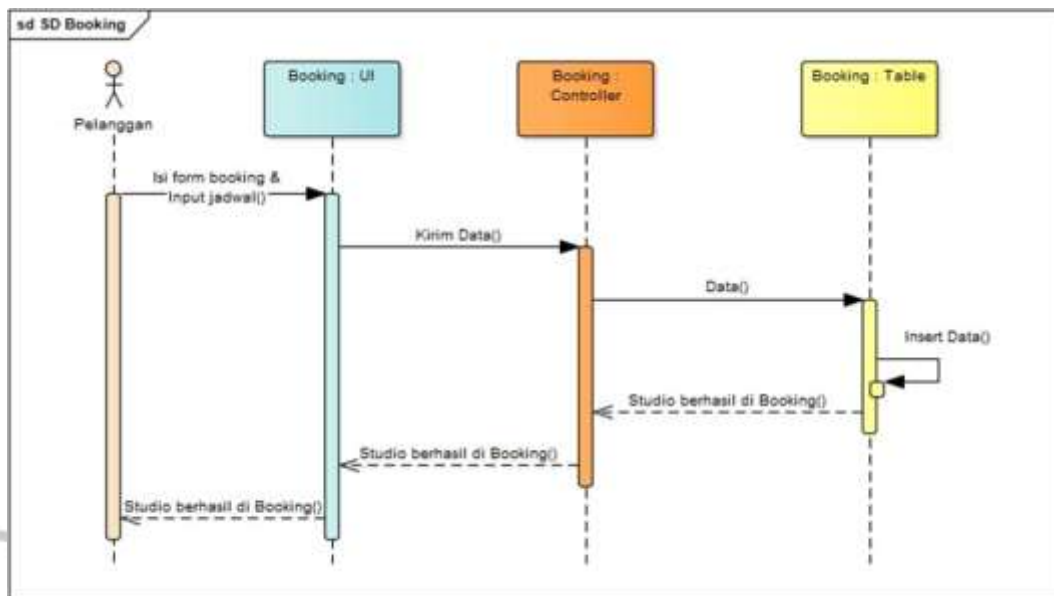 sd SD Booking
Pelanggan
Booking : UI
Booking :
Controller
Booking : Table
Isi form booking &
Input jadwal()
Kirim Data()
Data()
Insert Data()
Studio berhasil di Booking()
Studio berhasil di Booking()
Studio berhasil di Booking()